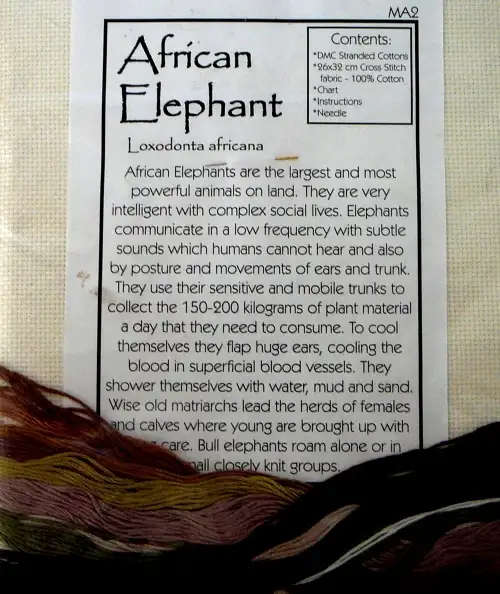 MA2
African
Elephant
Loxodonta africana
Contents:
*DMC Stranded Cottons
*26x32 cm Cross Stitch
fabric - 100% Cotton
*Chart
*Instructions
*Needle
African Elephants are the largest and most
powerful animals on land. They are very
intelligent with complex social lives. Elephants
communicate in a low frequency with subtle
sounds which humans cannot hear and also
by posture and movements of ears and trunk.
They use their sensitive and mobile trunks to
collect the 150-200 kilograms of plant material
a day that they need to consume. To cool
themselves they flap huge ears, cooling the
blood in superficial blood vessels. They
shower themselves with water, mud and sand.
Wise old matriarchs lead the herds of females
and calves where young are brought up with
care. Bull elephants roam alone or in
closely knit groups.